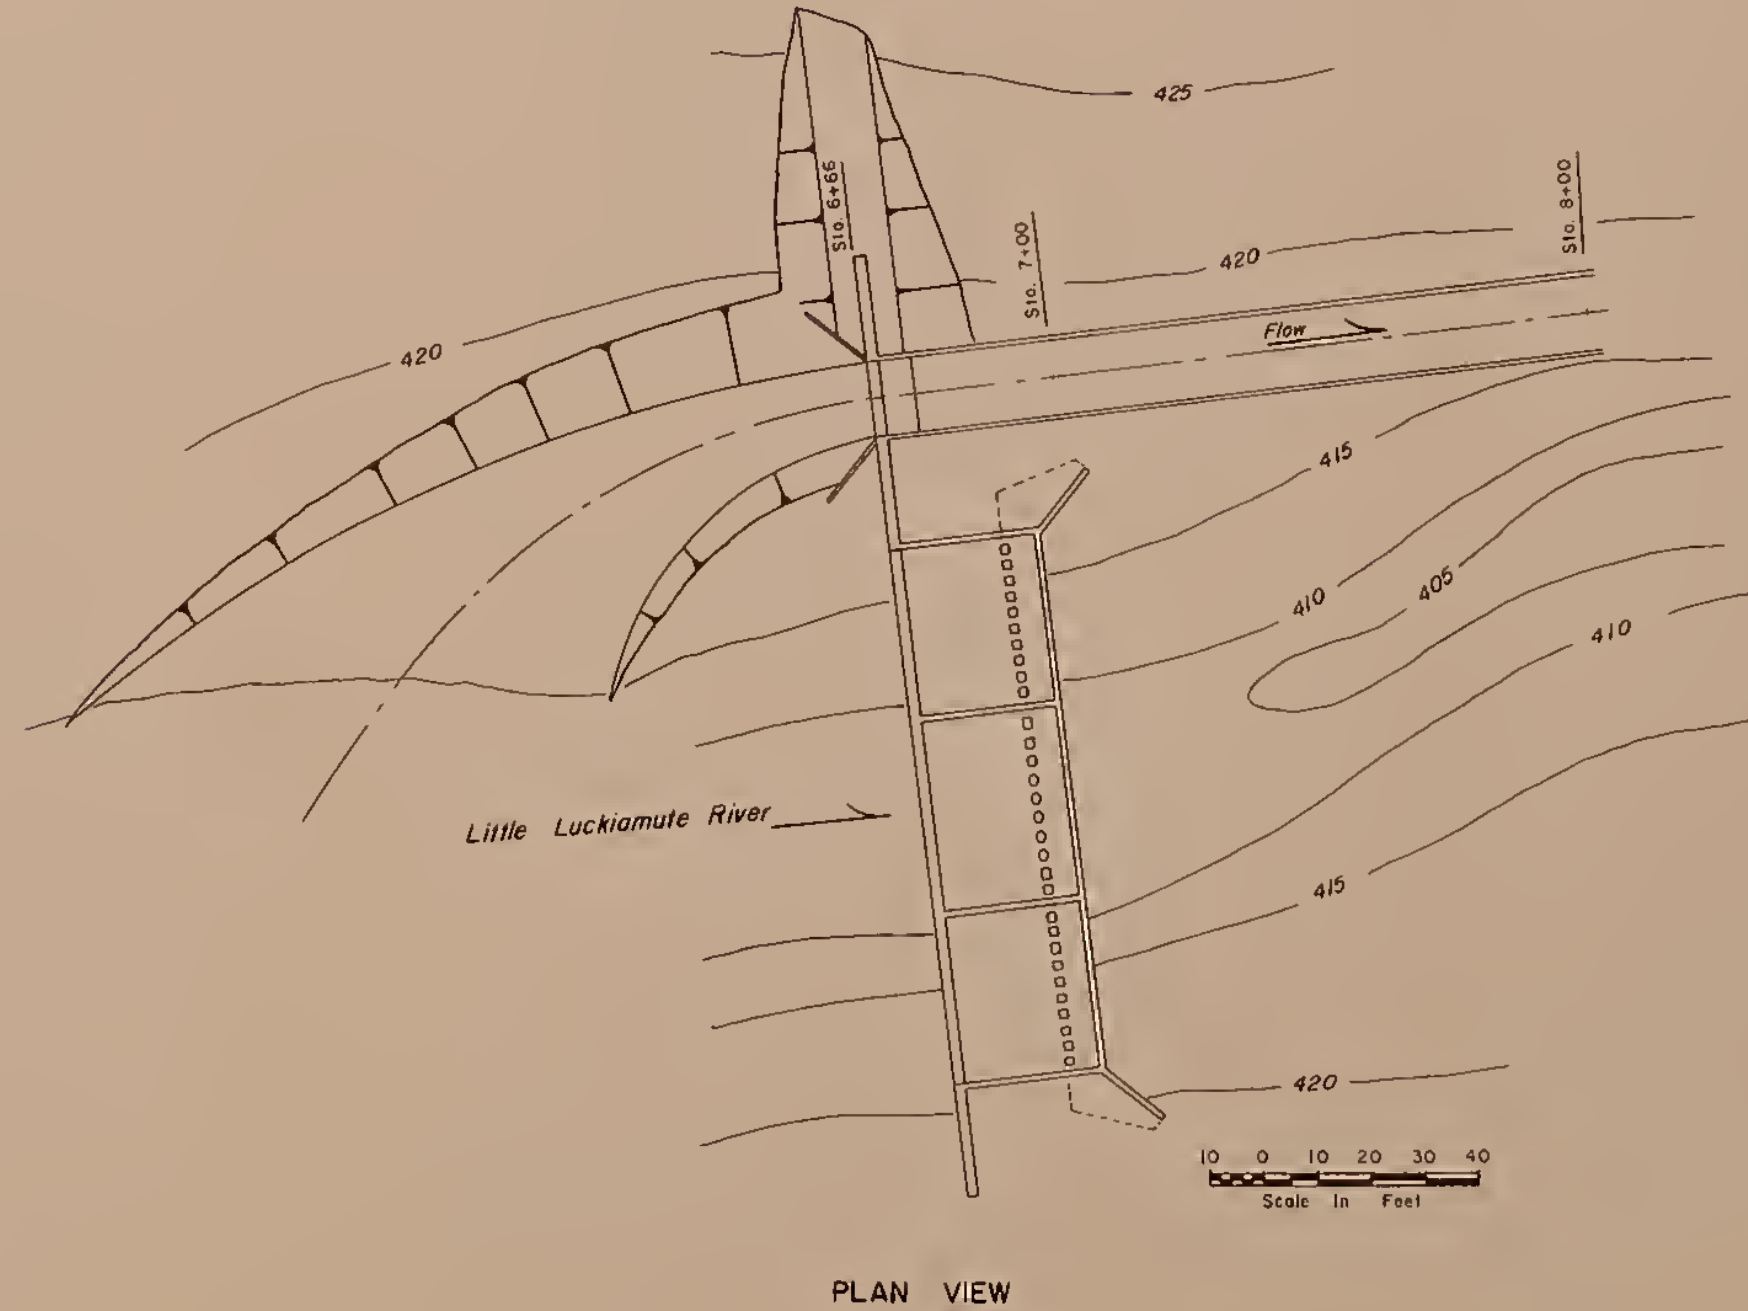 425
Sta. 6+66
Sta. 7+00
Sta. 8+00
420
Flow
420
415
410
405
410
Little Luckiamute River
415
420
10 0 10 20 30 40
Scale In Feet
PLAN VIEW